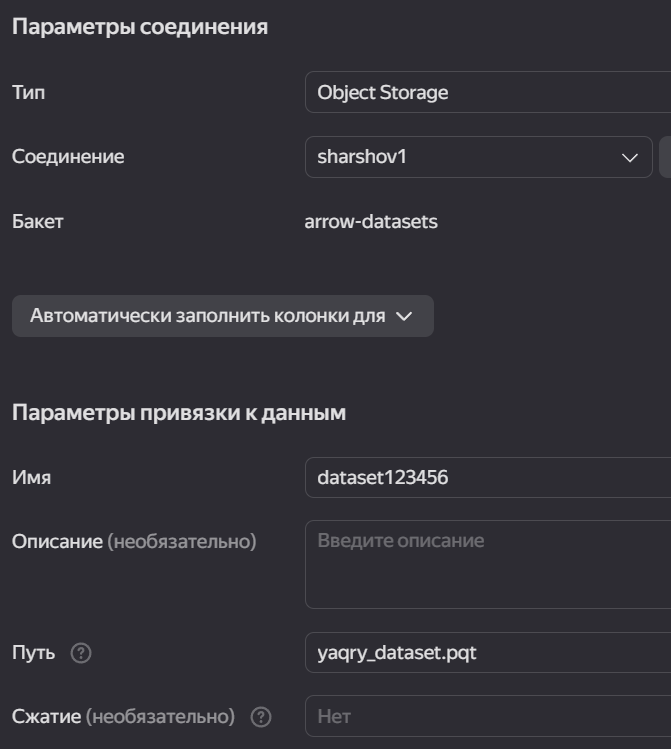 Параметры соединения
Тип Object Storage
Соединение sharshov1
Бакет arrow-datasets
Автоматически заполнить колонки для
Параметры привязки к данным
Имя dataset123456
Описание (необязательно) Введите описание
Путь ? yaqry_dataset.pqt
Сжатие (необязательно) ? Нет